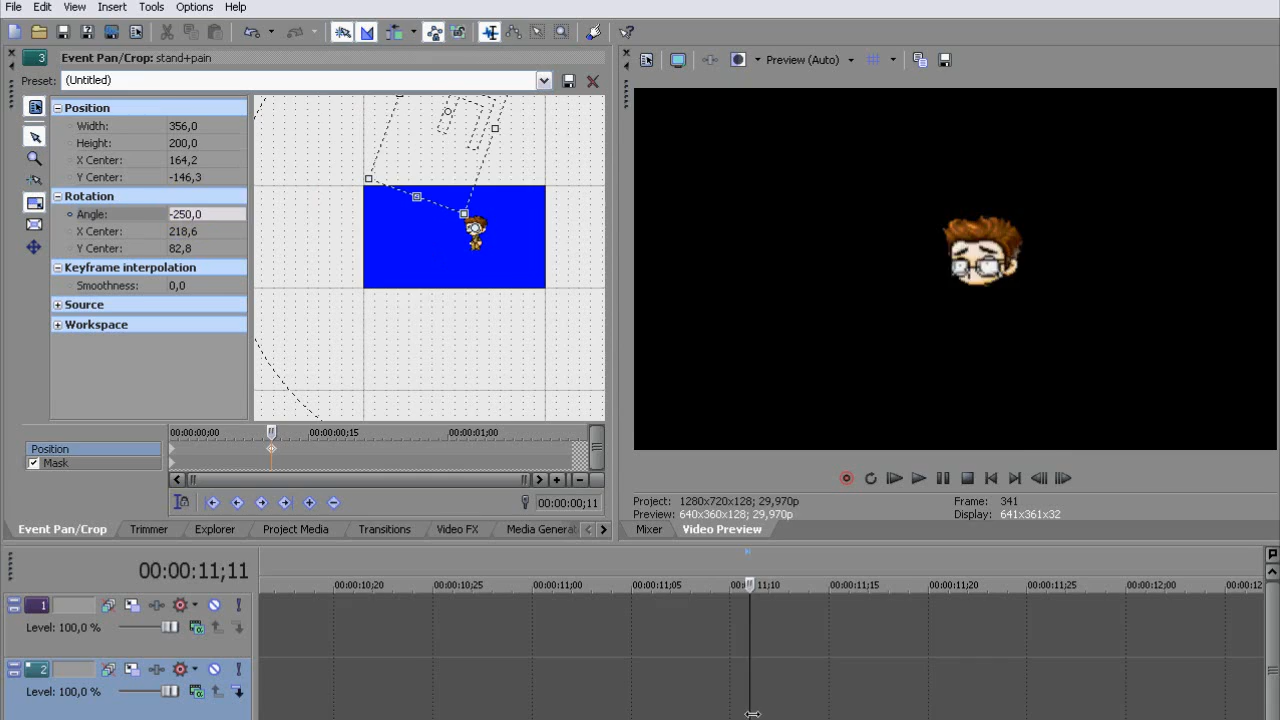 File Edit View Insert Tools Options Help
3 Event Pan/Crop: stand+pain
Preset: (Untitled)
Preview (Auto)
Position
Width: 356,0
Height: 200,0
X Center: 164,2
Y Center: -146,3
Rotation
Angle: -250,0
X Center: 218,6
Y Center: 82,8
Keyframe interpolation
Smoothness: 0,0
Source
Workspace
00:00:00;00 00:00:00;15 00:00:01;00
Position
Mask
00:00:00;11
Project: 1280x720x128; 29,970p Frame: 341
Preview: 640x360x128; 29,970p Display: 641x361x32
Event Pan/Crop Trimmer Explorer Project Media Transitions Video FX Media Generat
Mixer Video Preview
00:00:11;11
00:00:10;20 00:00:10;25 00:00:11;00 00:00:11;05 00:00:11;10 00:00:11;15 00:00:11;20 00:00:12;00
1
Level: 100,0 %
2
Level: 100,0 %